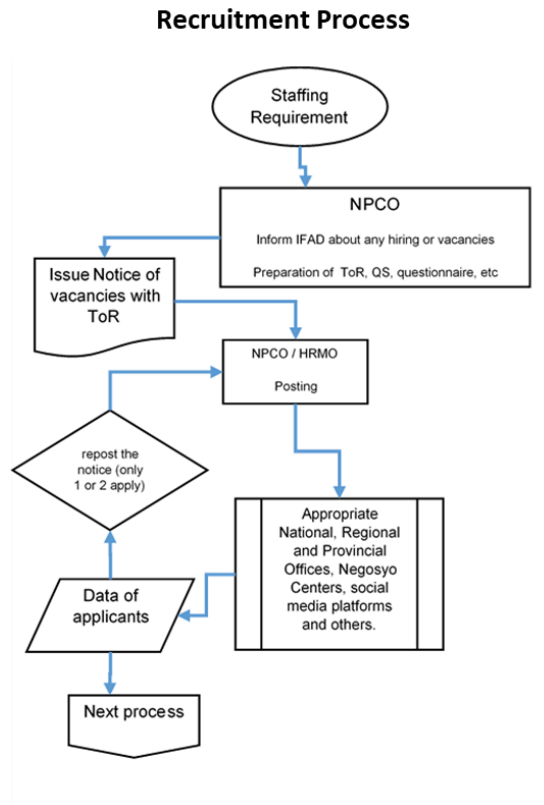 Recruitment Process
Staffing
Requirement
NPCO
Inform IFAD about any hiring or vacancies
Preparation of ToR, QS, questionnaire, etc
Issue Notice of
vacancies with
ToR
NPCO / HRMO
Posting
repost the
notice (only
1 or 2 apply)
Appropriate
National, Regional
and Provincial
Offices, Negosyo
Centers, social
media platforms
and others.
Data of
applicants
Next process